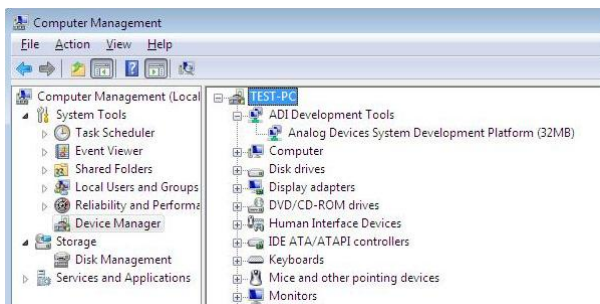 Computer Management
File Action View Help
Computer Management (Local
System Tools
Task Scheduler
Event Viewer
Shared Folders
Local Users and Groups
Reliability and Performa
Device Manager
Storage
Disk Management
Services and Applications
TEST-PC
ADI Development Tools
Analog Devices System Development Platform (32MB)
Computer
Disk drives
Display adapters
DVD/CD-ROM drives
Human Interface Devices
IDE ATA/ATAPI controllers
Keyboards
Mice and other pointing devices
Monitors